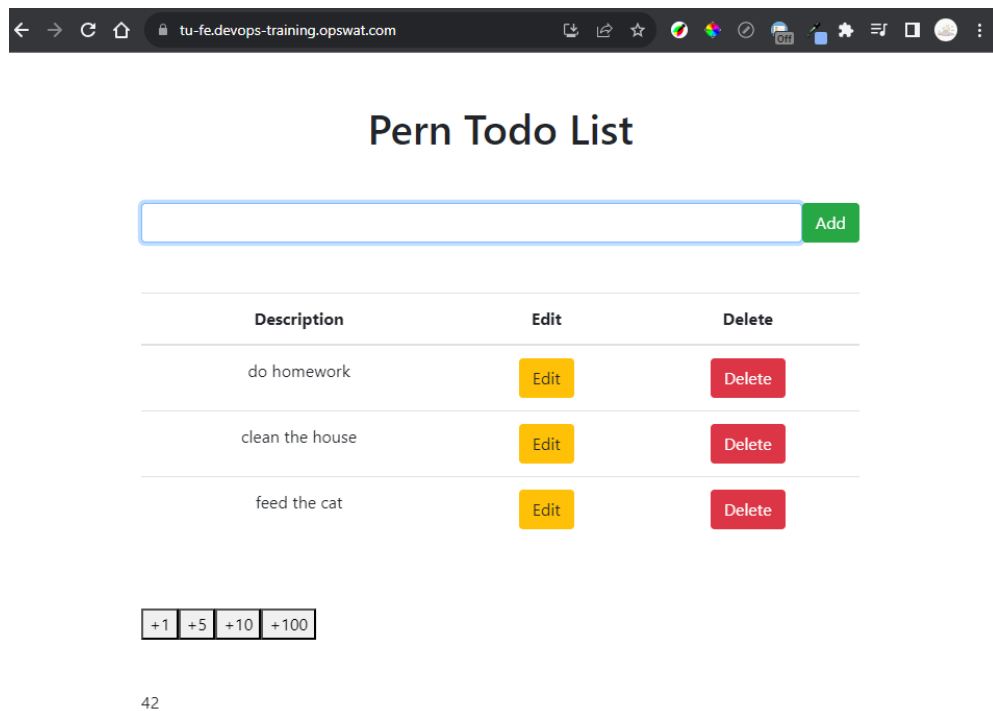 tu-fe.devops-training.opswat.com
Off
Pern Todo List
Add
Description Edit Delete
do homework Edit Delete
clean the house Edit Delete
feed the cat Edit Delete
+1 +5 +10 +100
42